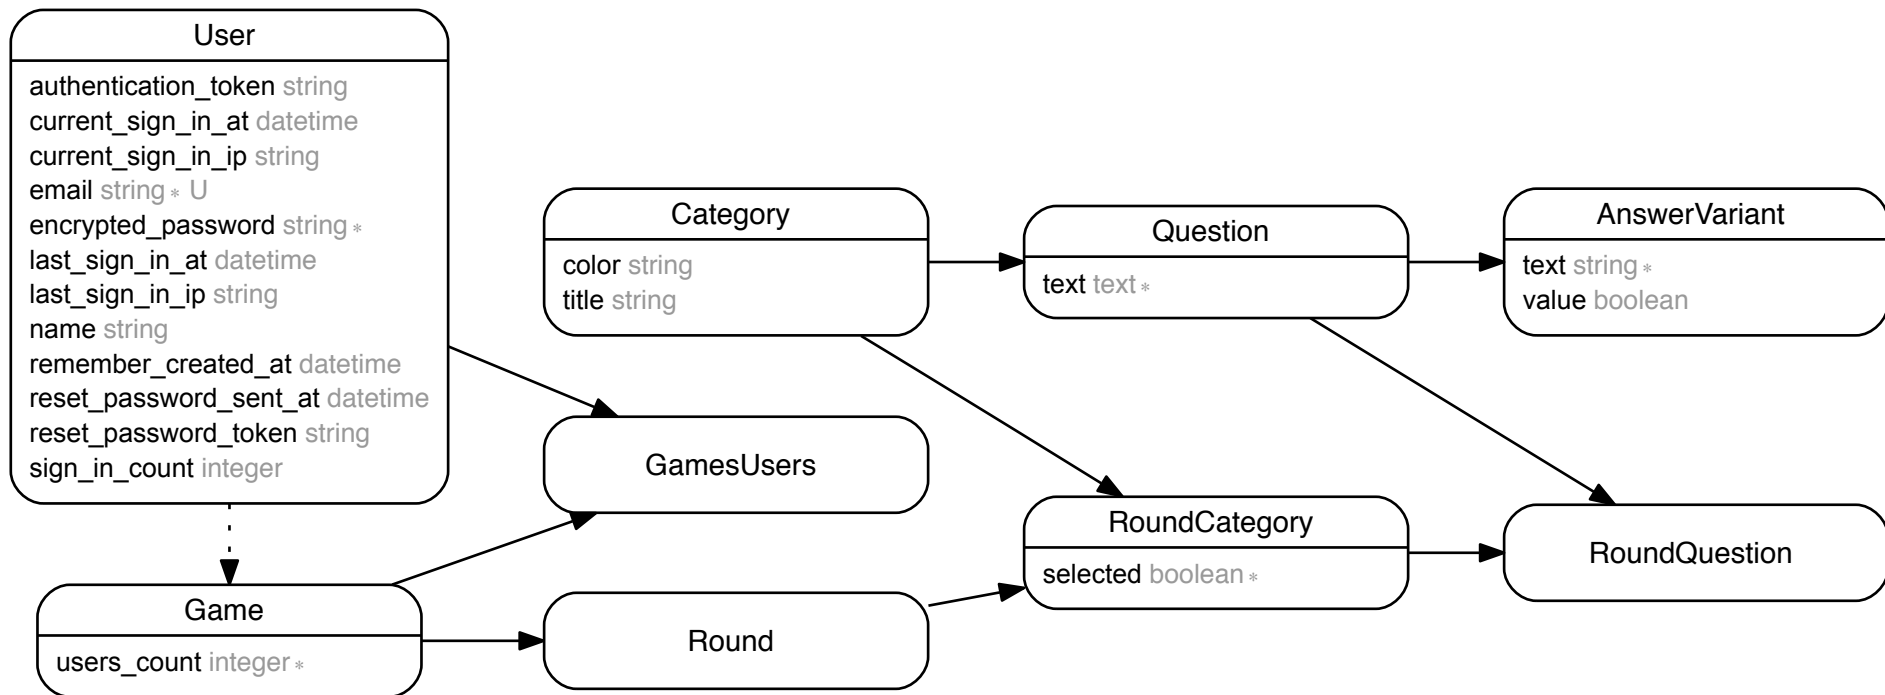 User
authentication_token string
current_sign_in_at datetime
current_sign_in_ip string
email string * U
encrypted_password string *
last_sign_in_at datetime
last_sign_in_ip string
name string
remember_created_at datetime
reset_password_sent_at datetime
reset_password_token string
sign_in_count integer
Game
users_count integer *
Category
color string
title string
GamesUsers
Round
Question
text text *
RoundCategory
selected boolean *
AnswerVariant
text string *
value boolean
RoundQuestion